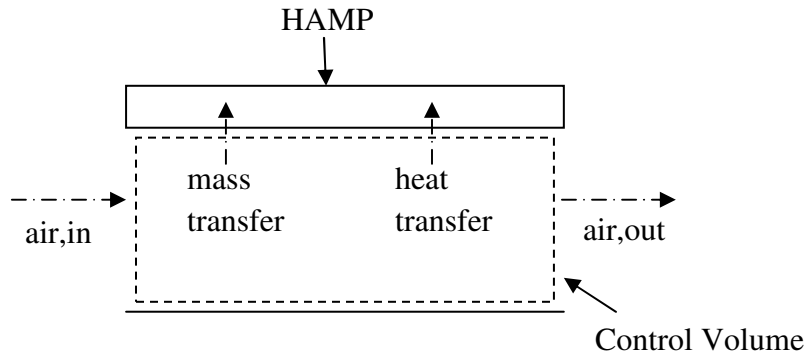 HAMP
mass
transfer
heat
transfer
air,in
air,out
Control Volume